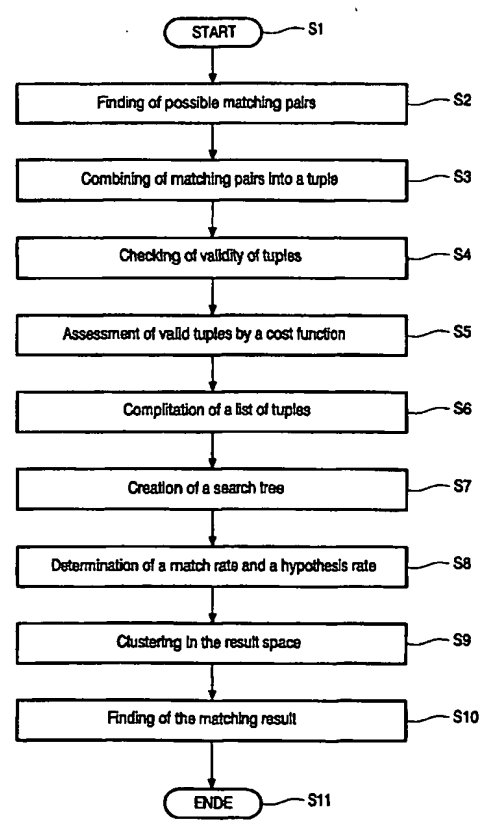 START S1
Finding of possible matching pairs S2
Combining of matching pairs into a tuple S3
Checking of validity of tuples S4
Assessment of valid tuples by a cost function S5
Complitation of a list of tuples S6
Creation of a search tree S7
Determination of a match rate and a hypothesis rate S8
Clustering in the result space S9
Finding of the matching result S10
ENDE S11